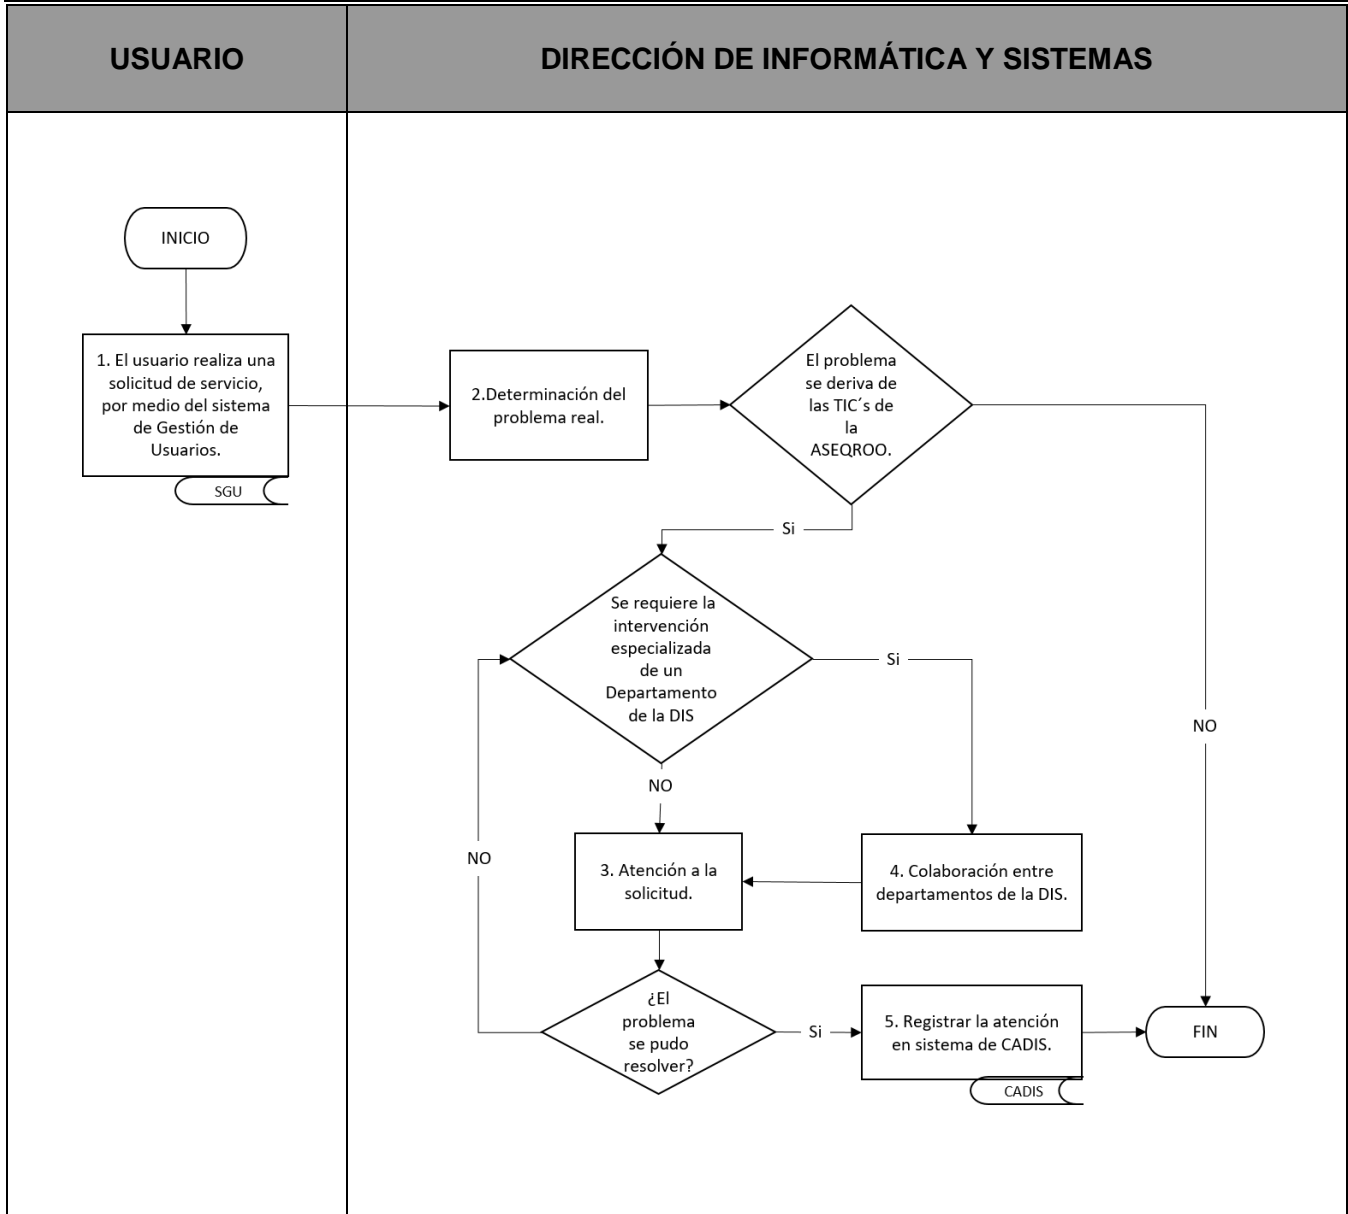 USUARIO
DIRECCIÓN DE INFORMÁTICA Y SISTEMAS
INICIO
1. El usuario realiza una
solicitud de servicio,
por medio del sistema
de Gestión de
Usuarios.
SGU
2.Determinación del
problema real.
El problema
se deriva de
las TIC´s de
la
ASEQROO.
Si
NO
Se requiere la
intervención
especializada
de un
Departamento
de la DIS
Si
NO
3. Atención a la
solicitud.
4. Colaboración entre
departamentos de la DIS.
NO
¿El
problema
se pudo
resolver?
Si
5. Registrar la atención
en sistema de CADIS.
CADIS
FIN